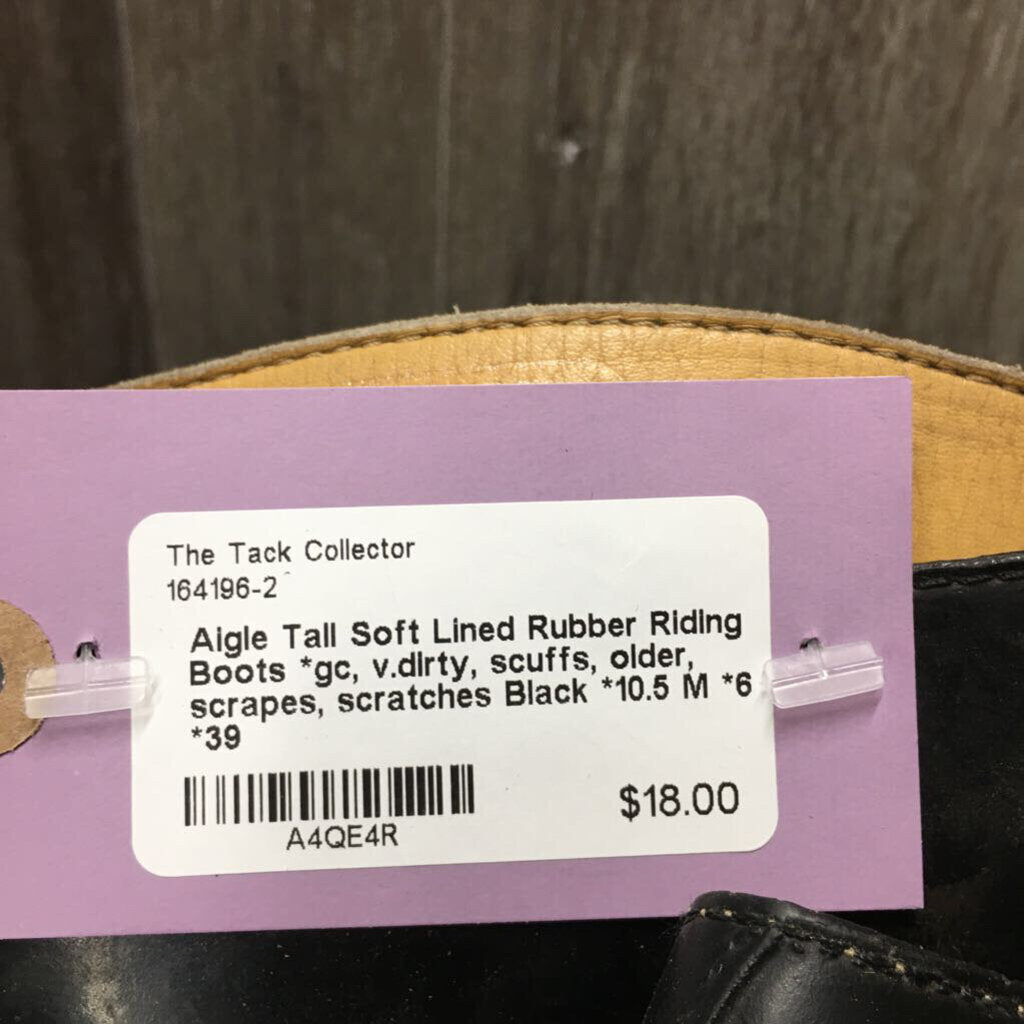 The Tack Collector
164196-2
Aigle Tall Soft Lined Rubber Riding
Boots *gc, v.dirty, scuffs, older,
scrapes, scratches Black *10.5 M *6
*39
A4QE4R
$18.00